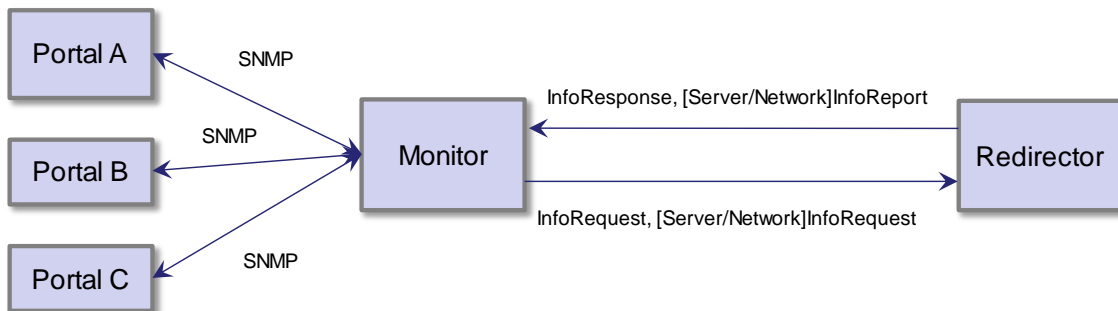 Portal A
SNMP
InfoResponse, [Server/Network]InfoReport
SNMP
Monitor
Redirector
Portal B
InfoRequest, [Server/Network]InfoRequest
SNMP
Portal C